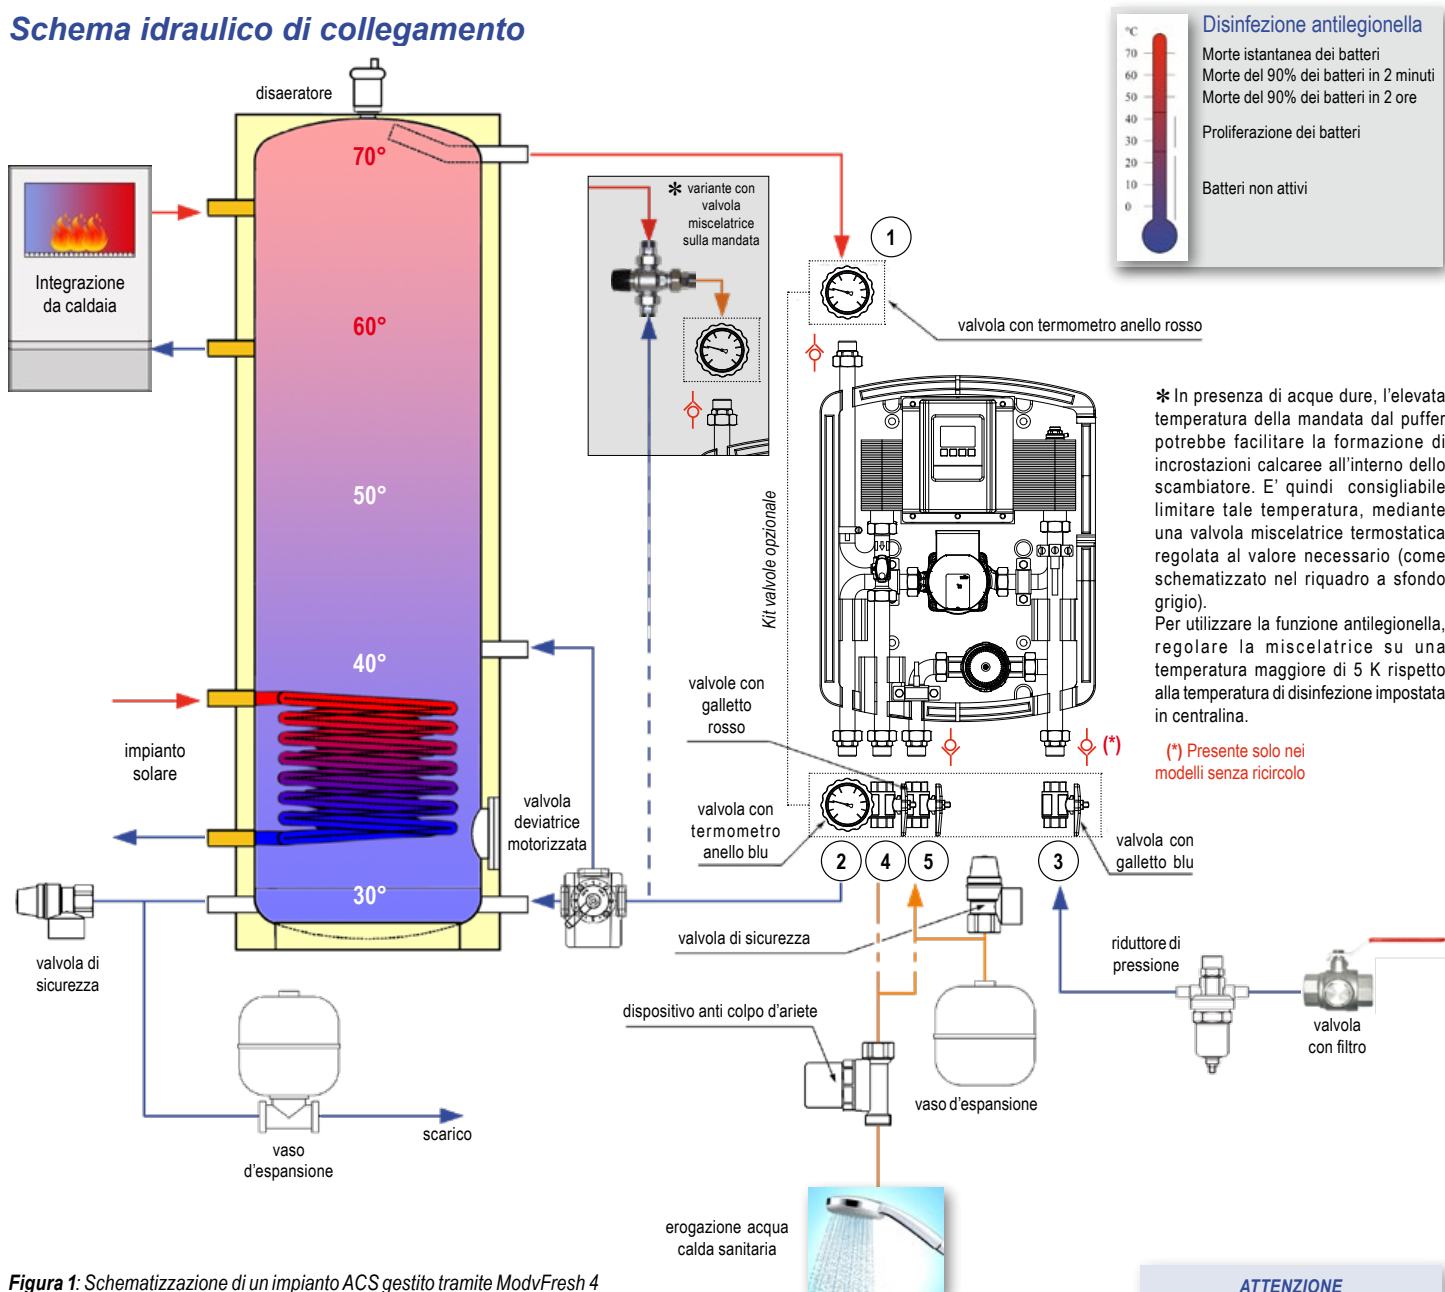 Schema idraulico di collegamento
disaeratore
70°
60°
50°
40°
30°
Integrazione
da caldaia
impianto
solare
valvola di
sicurezza
vaso
d'espansione
scarico
valvola
deviatrice
motorizzata
✻ variante con
valvola
miscelatrice
sulla mandata
Kit valvole opzionale
1
valvola con termometro anello rosso
valvole con
galletto
rosso
valvola con
termometro
anello blu
2
4
5
3
valvola con
galletto blu
(*)
valvola di sicurezza
dispositivo anti colpo d'ariete
vaso d'espansione
riduttore di
pressione
valvola
con filtro
erogazione acqua
calda sanitaria
°C
70
60
50
40
30
20
10
0
Disinfezione antilegionella
Morte istantanea dei batteri
Morte del 90% dei batteri in 2 minuti
Morte del 90% dei batteri in 2 ore
Proliferazione dei batteri
Batteri non attivi
✻ In presenza di acque dure, l'elevata
temperatura della mandata dal puffer
potrebbe facilitare la formazione di
incrostazioni calcaree all'interno dello
scambiatore. E' quindi consigliabile
limitare tale temperatura, mediante
una valvola miscelatrice termostatica
regolata al valore necessario (come
schematizzato nel riquadro a sfondo
grigio).
Per utilizzare la funzione antilegionella,
regolare la miscelatrice su una
temperatura maggiore di 5 K rispetto
alla temperatura di disinfezione impostata
in centralina.
(*) Presente solo nei
modelli senza ricircolo
Figura 1: Schematizzazione di un impianto ACS gestito tramite ModvFresh 4
ATTENZIONE